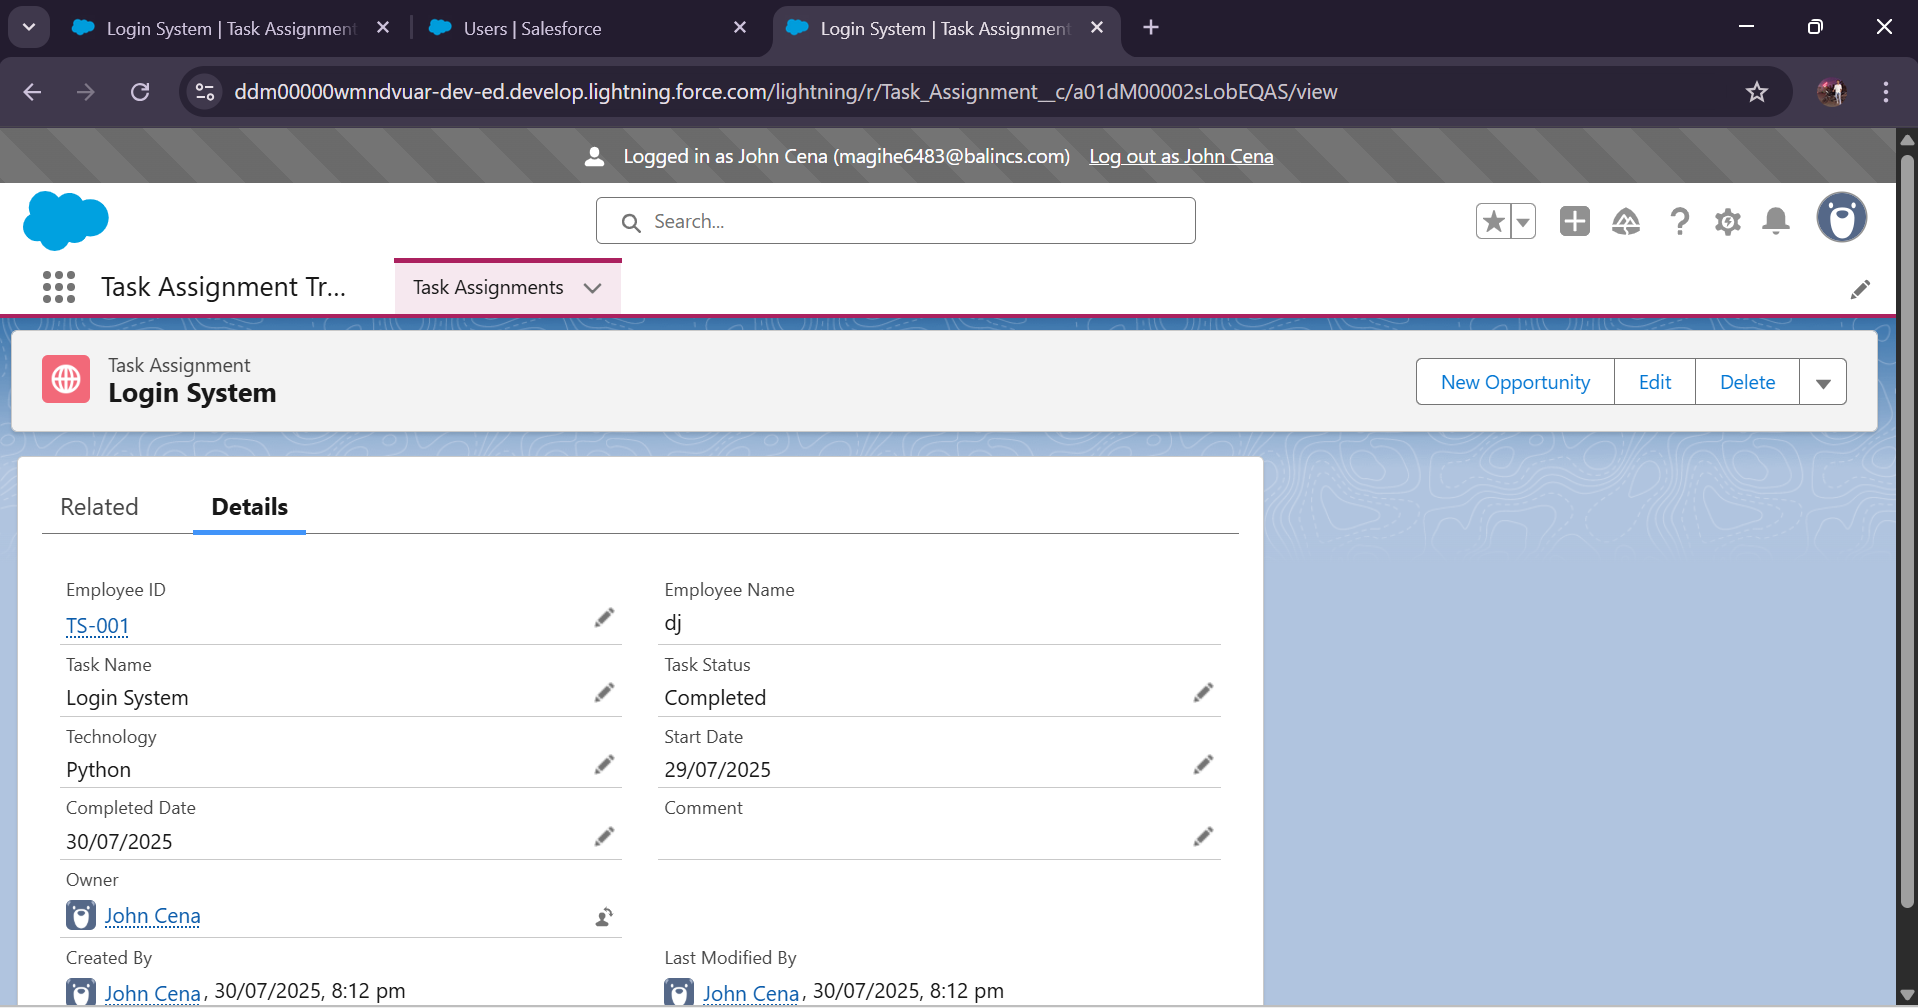 Login System | Task Assignment
Users | Salesforce
Login System | Task Assignment
ddm00000wmndvuar-dev-ed.develop.lightning.force.com/lightning/r/Task_Assignment__c/a01dM00002sLobEQAS/view
Logged in as John Cena (magihe6483@balincs.com) Log out as John Cena
Search...
Task Assignment Tr...
Task Assignments
Task Assignment
Login System
New Opportunity
Edit
Delete
Related
Details
Employee ID
TS-001
Employee Name
dj
Task Name
Login System
Task Status
Completed
Technology
Python
Start Date
29/07/2025
Completed Date
30/07/2025
Comment
Owner
John Cena
Created By
John Cena, 30/07/2025, 8:12 pm
Last Modified By
John Cena, 30/07/2025, 8:12 pm